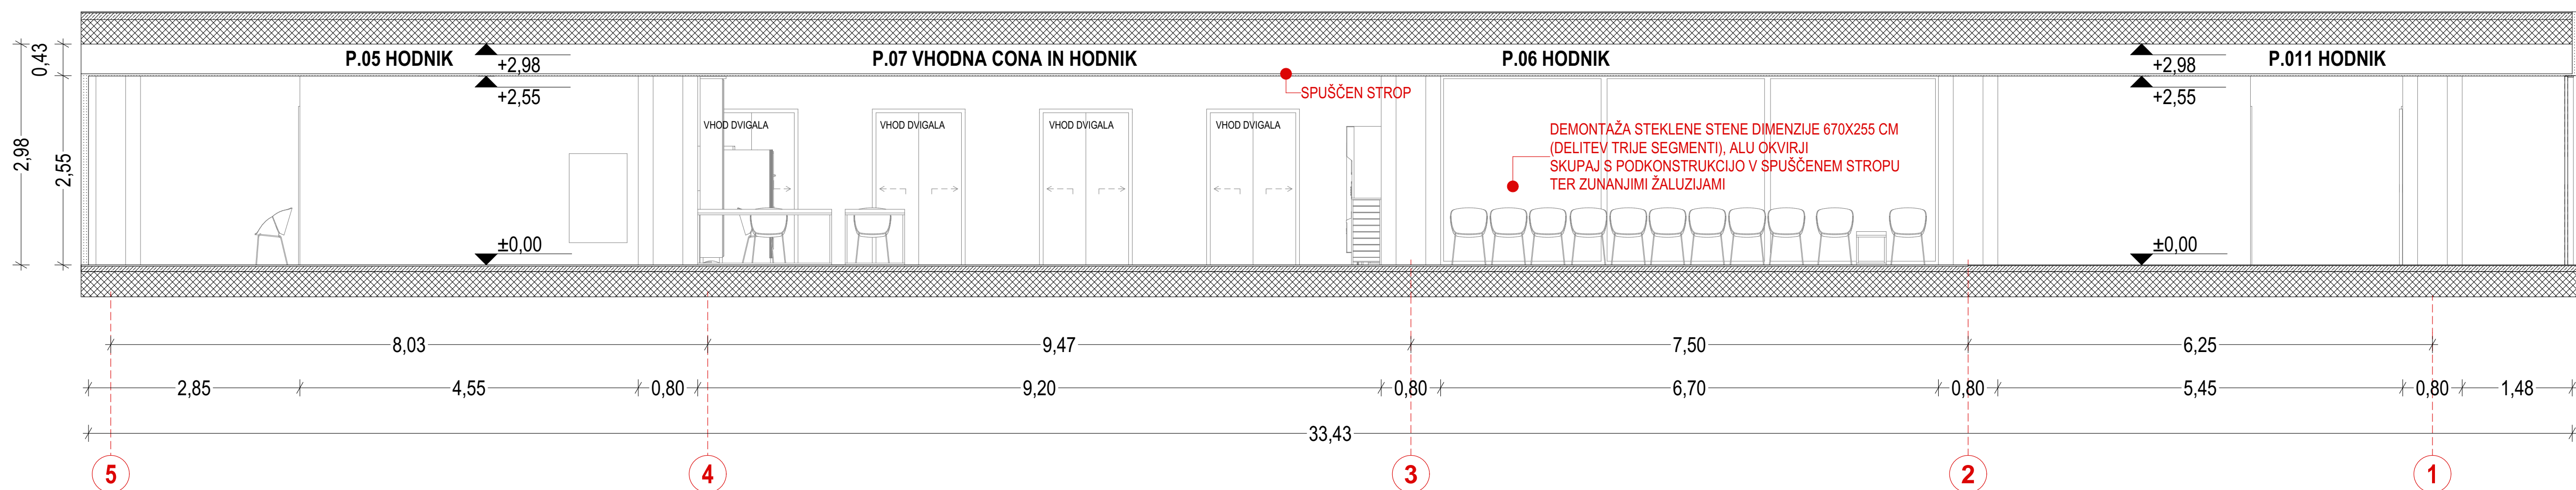 P.05 HODNIK
P.07 VHODNA CONA IN HODNIK
P.06 HODNIK
P.011 HODNIK
0,43
2,98
2,55
+2,98
+2,55
±0,00
SPUŠČEN STROP
VHOD DVIGALA
VHOD DVIGALA
VHOD DVIGALA
VHOD DVIGALA
DEMONTAŽA STEKLENE STENE DIMENZIJE 670X255 CM
(DELITEV TRIJE SEGMENTI), ALU OKVIRJI
SKUPAJ S PODKONSTRUKCIJO V SPUŠČENEM STROPU
TER ZUNANJIMI ŽALUZIJAMI
+2,98
+2,55
±0,00
8,03 9,47 7,50 6,25
2,85 4,55 0,80 9,20 0,80 6,70 0,80 5,45 0,80 1,48
33,43
5 4 3 2 1